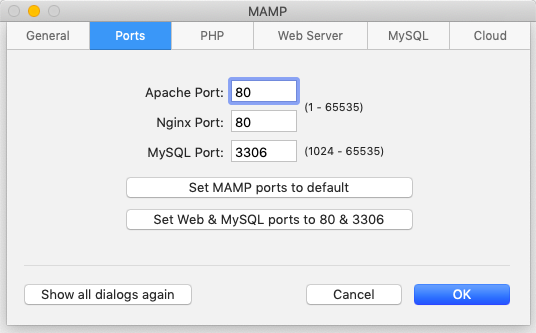 MAMP
General Ports PHP Web Server MySQL Cloud
Apache Port: 80
(1 - 65535)
Nginx Port: 80
MySQL Port: 3306 (1024 - 65535)
Set MAMP ports to default
Set Web & MySQL ports to 80 & 3306
Show all dialogs again Cancel OK